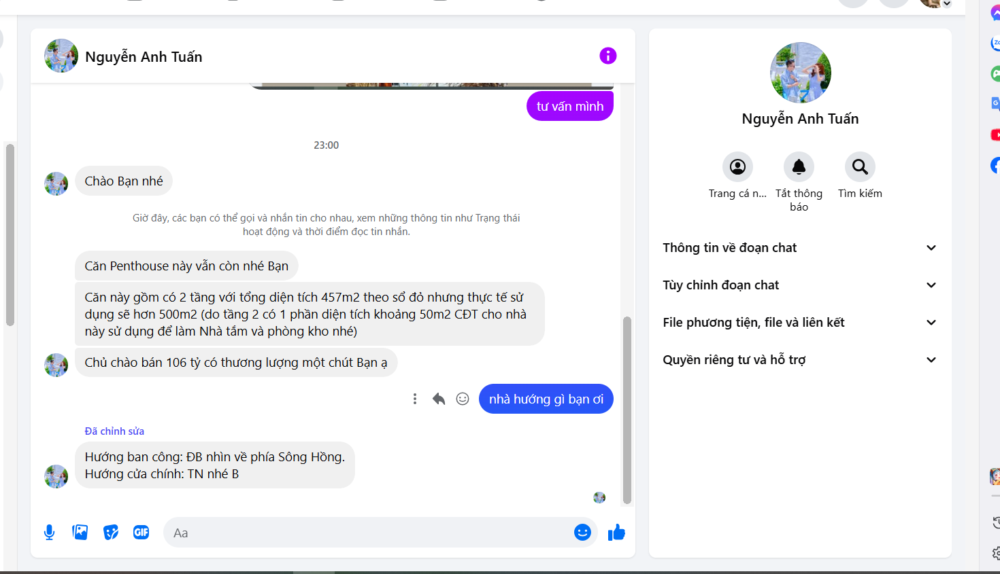 Nguyễn Anh Tuấn
tư vấn mình
23:00
Chào Bạn nhé
Giờ đây, các bạn có thể gọi và nhắn tin cho nhau, xem những thông tin như Trạng thái
hoạt động và thời điểm đọc tin nhắn.
Căn Penthouse này vẫn còn nhé Bạn
Căn này gồm có 2 tầng với tổng diện tích 457m2 theo sổ đỏ nhưng thực tế sử
dụng sẽ hơn 500m2 (do tầng 2 có 1 phần diện tích khoảng 50m2 CĐT cho nhà
này sử dụng để làm Nhà tắm và phòng kho nhé)
Chủ chào bán 106 tỷ có thương lượng một chút Bạn ạ
nhà hướng gì bạn ơi
Đã chỉnh sửa
Hướng ban công: ĐB nhìn về phía Sông Hồng.
Hướng cửa chính: TN nhé B
GIF
Aa
Nguyễn Anh Tuấn
Trang cá n...
Tắt thông
báo
Tìm kiếm
Thông tin về đoạn chat
Tùy chỉnh đoạn chat
File phương tiện, file và liên kết
Quyền riêng tư và hỗ trợ